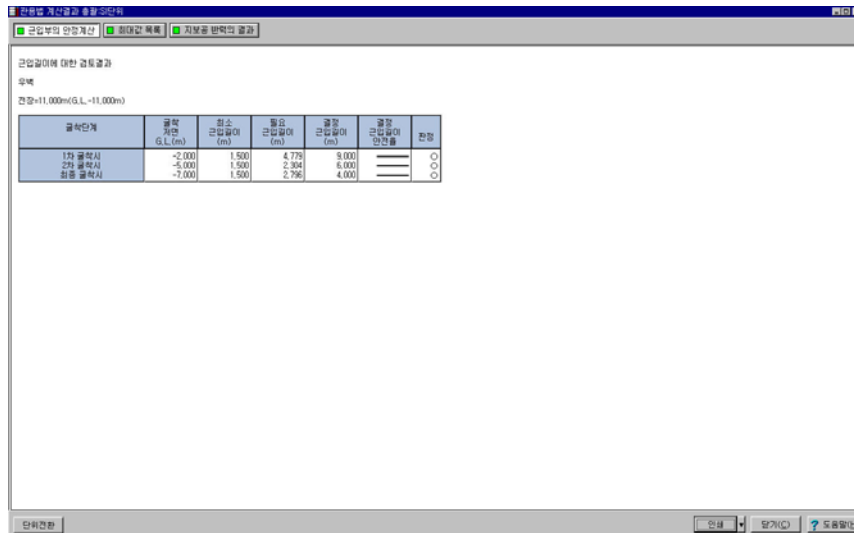 관용법 계산결과 총괄:SI단위
근입부의 안정계산 최대값 목록 지보공 반력의 결과
근입길이에 대한 검토결과
우벽
전장=11.000m(G.L.-11.000m)
굴착단계 굴착 저면 G.L.(m) 최소 근입길이 (m) 필요 근입길이 (m) 결정 근입길이 (m) 결정 근입길이 안전율 판정
1차 굴착시 -2.000 1.500 4.779 9.000 ○
2차 굴착시 -5.000 1.500 2.304 6.000 ○
최종 굴착시 -7.000 1.500 2.796 4.000 ○
단위전환 인쇄 닫기(C) ? 도움말(